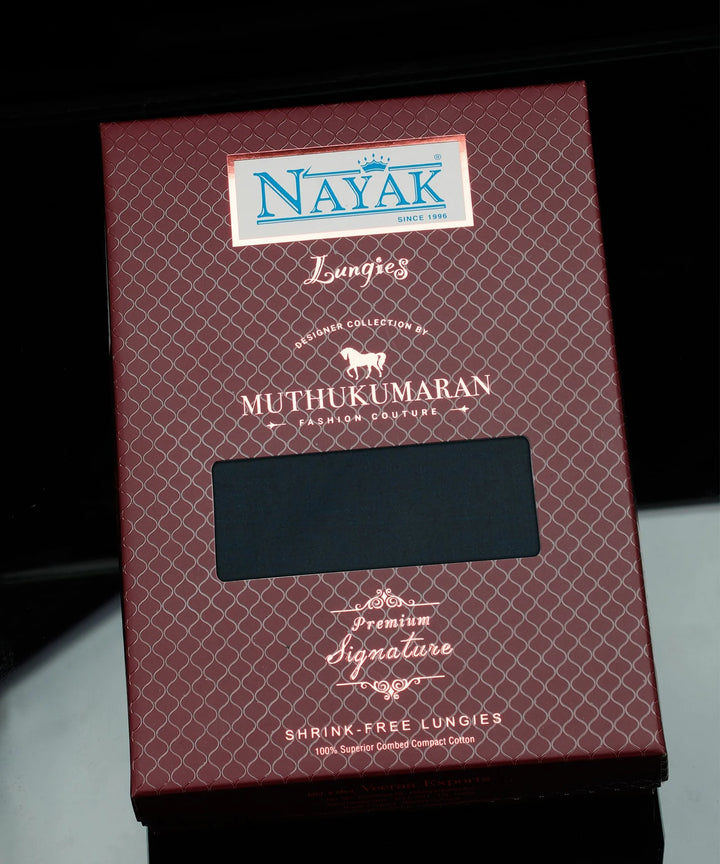 NAYAK®
SINCE 1996
Lungies
DESIGNER COLLECTION BY
MUTHUKUMARAN
FASHION COUTURE
Premium
Signature
SHRINK-FREE LUNGIES
100% Superior Combed Compact Cotton
Exports